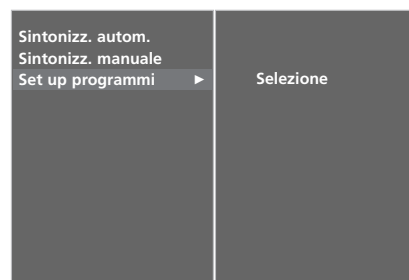 Sintonizz. autom.
Sintonizz. manuale
Set up programmi ►
Selezione